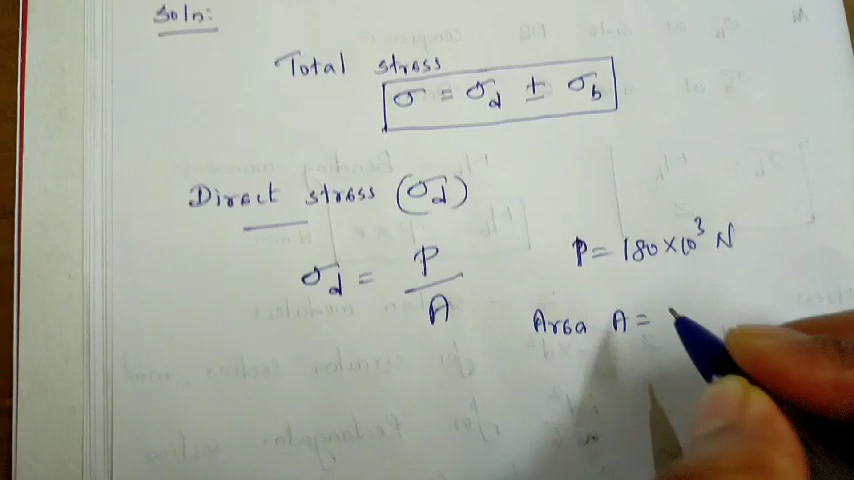 Soln:
Total stress
σ = σd ± σb
Direct stress (σd)
σd = P / A
P = 180×10³ N
Area A =